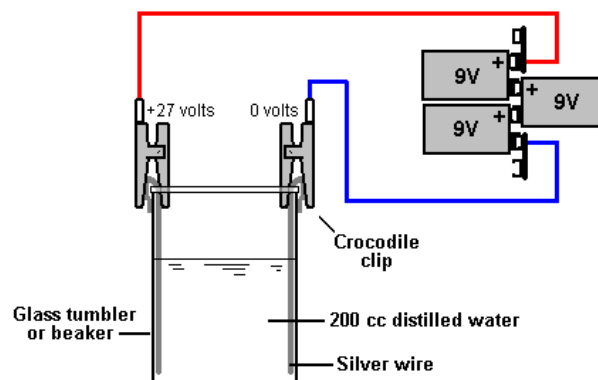 +27 volts
0 volts
9V
+
9V
+
9V
+
Crocodile
clip
Glass tumbler
or beaker
200 cc distilled water
Silver wire